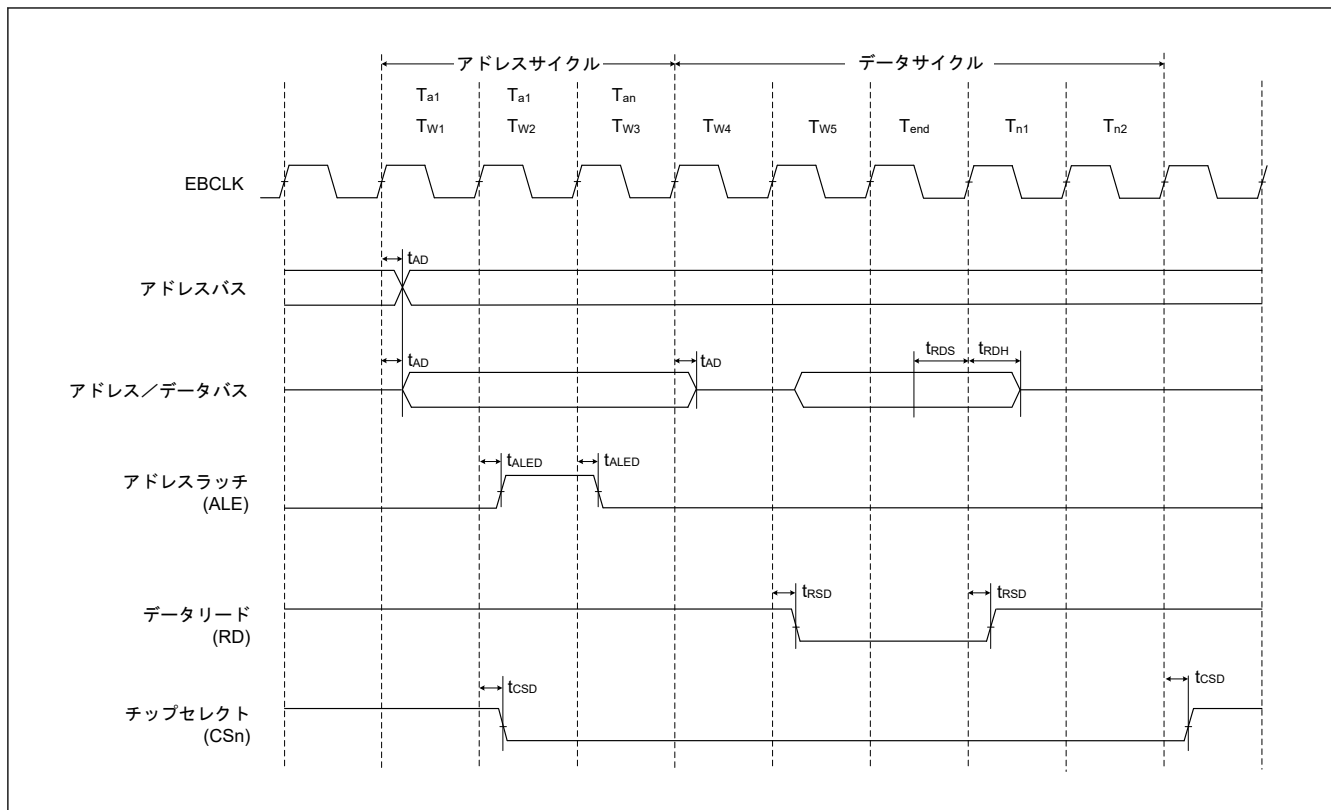 アドレスサイクル データサイクル
Ta1 Ta1 Tan
TW1 TW2 TW3 TW4 TW5 Tend Tn1 Tn2
EBCLK
tAD
アドレスバス
tAD tAD tRDS tRDH
アドレス／データバス
tALED tALED
アドレスラッチ
(ALE)
tRSD tRSD
データリード
(RD)
tCSD tCSD
チップセレクト
(CSn)